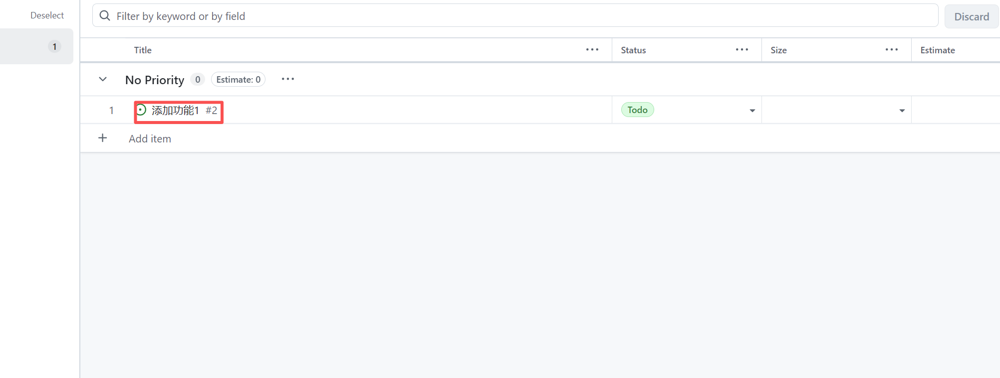 Deselect
1
Filter by keyword or by field
Discard
Title
Status
Size
Estimate
No Priority 0 Estimate: 0
1 添加功能1 #2 Todo
Add item